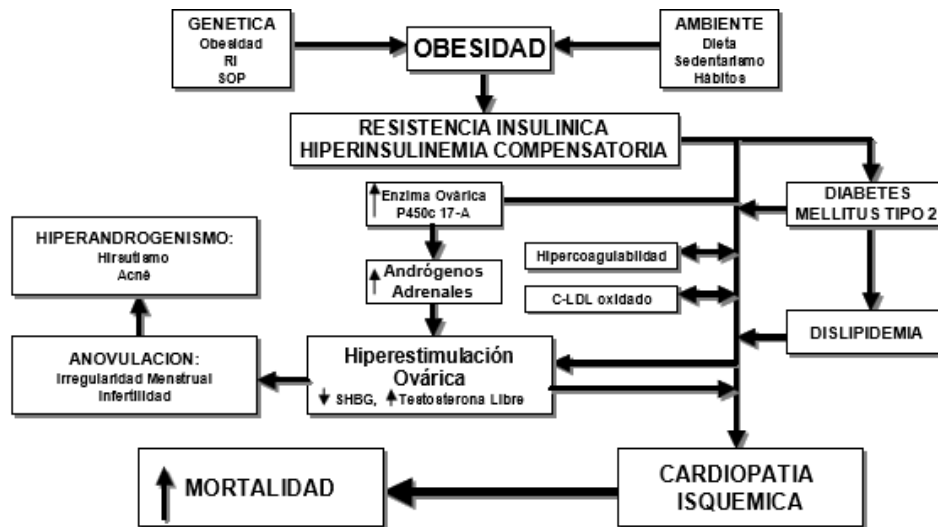 GENETICA
Obesidad
RI
SOP
OBESIDAD
AMBIENTE
Dieta
Sedentarismo
Hábitos
RESISTENCIA INSULINICA
HIPERINSULINEMIA COMPENSATORIA
Enzima Ovárica
P450c 17-A
DIABETES
MELLITUS TIPO 2
HIPERANDROGENISMO:
Hirsutismo
Acné
Hipercoagulabilidad
Andrógenos
Adrenales
C-LDL oxidado
DISLIPIDEMIA
ANOVULACION:
Irregularidad Menstrual
Infertilidad
Hiperestimulación
Ovárica
SHBG, Testosterona Libre
MORTALIDAD
CARDIOPATIA
ISQUEMICA